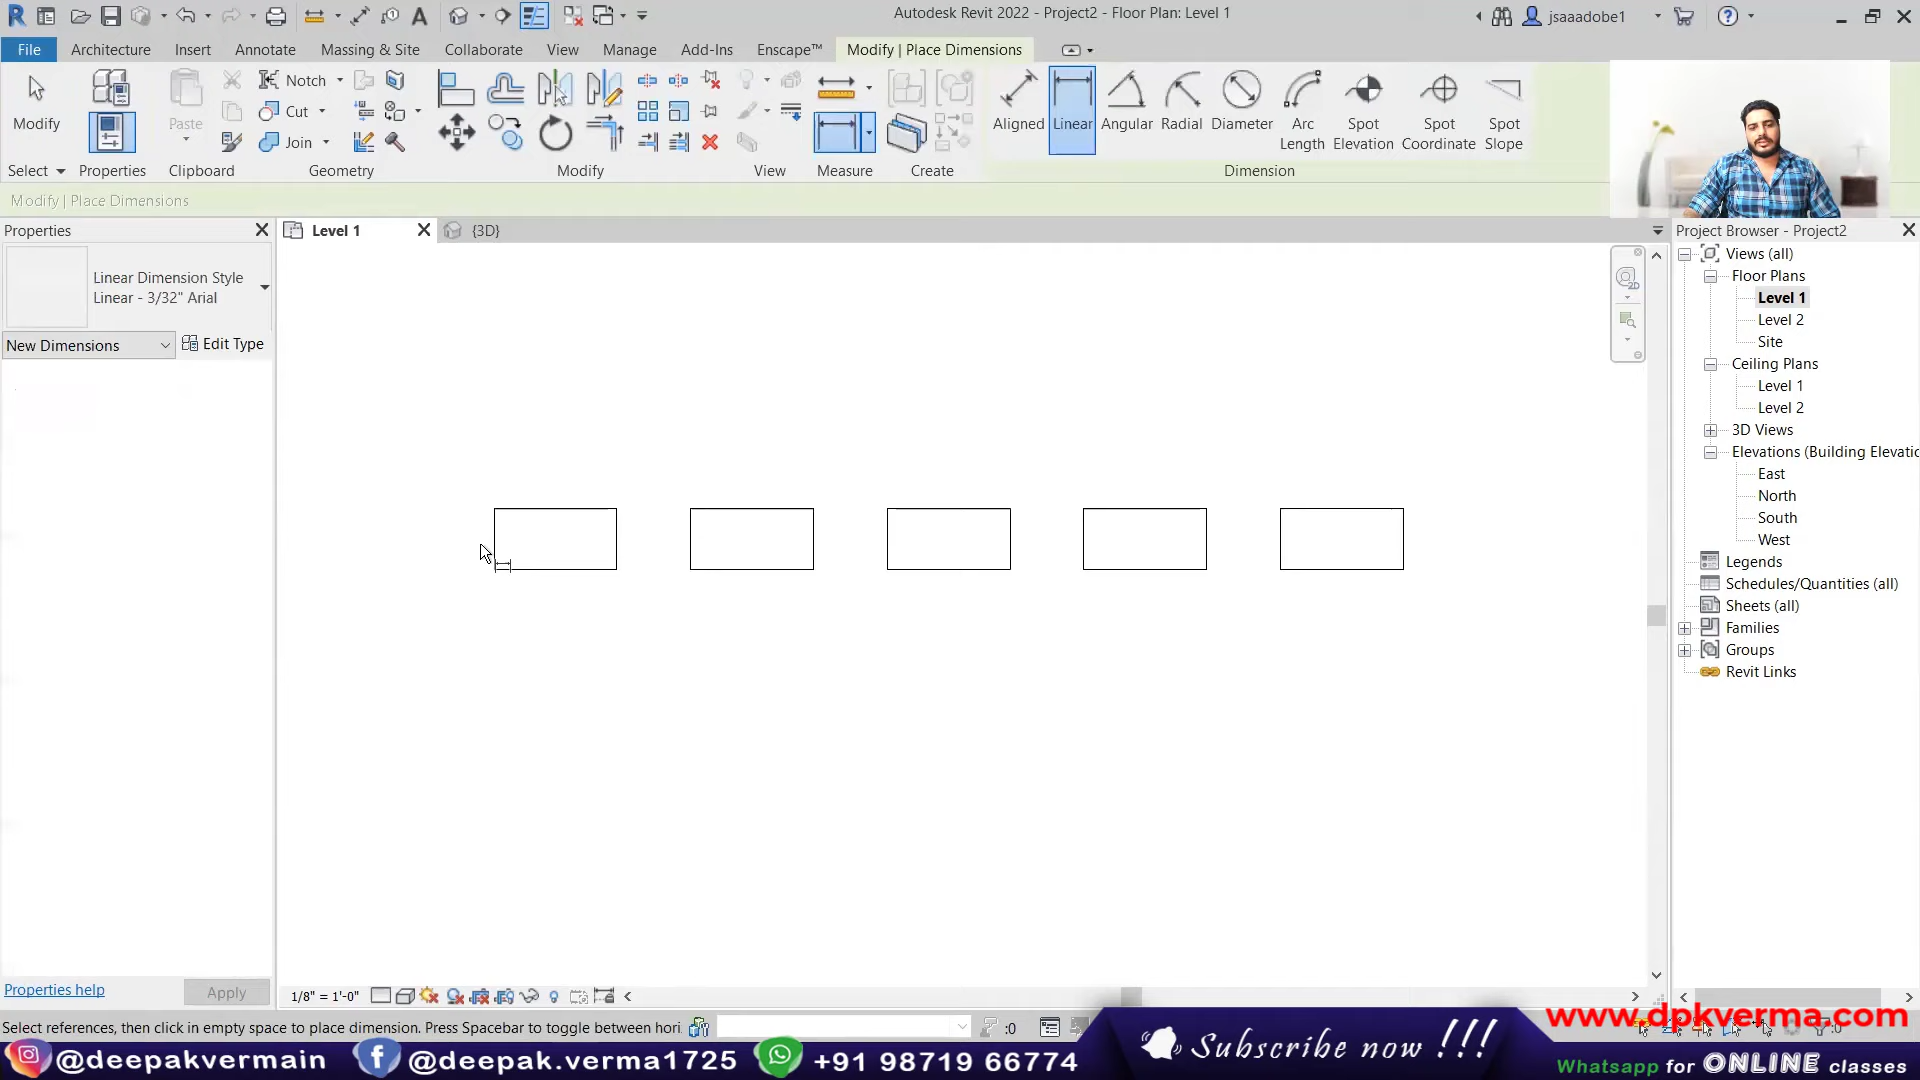 Autodesk Revit 2022 - Project2 - Floor Plan: Level 1
jsaaadobe1
File Architecture Insert Annotate Massing & Site Collaborate View Manage Add-Ins Enscape™ Modify | Place Dimensions
Modify
Paste
Notch
Cut
Join
Aligned Linear Angular Radial Diameter Arc Length Spot Elevation Spot Coordinate Spot Slope
Select Properties Clipboard Geometry Modify View Measure Create Dimension
Modify | Place Dimensions
Properties
Level 1
{3D}
Project Browser - Project2
Linear Dimension Style
Linear - 3/32" Arial
New Dimensions
Edit Type
Views (all)
Floor Plans
Level 1
Level 2
Site
Ceiling Plans
Level 1
Level 2
3D Views
Elevations (Building Elevatio
East
North
South
West
Legends
Schedules/Quantities (all)
Sheets (all)
Families
Groups
Revit Links
2D
Properties help
Apply
1/8" = 1'-0"
Select references, then click in empty space to place dimension. Press Spacebar to toggle between hori
:0
:0
www.dpkverma.com
@deepakvermain
@deepak.verma1725
+91 98719 66774
Subscribe now !!!
Whatsapp for ONLINE classes